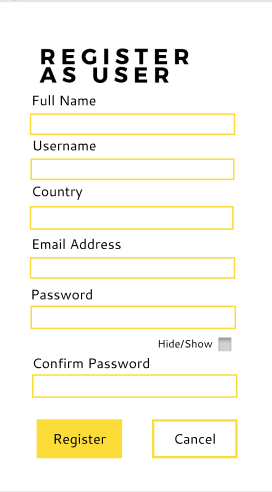 REGISTER
AS USER
Full Name
Username
Country
Email Address
Password
Hide/Show
Confirm Password
Register
Cancel